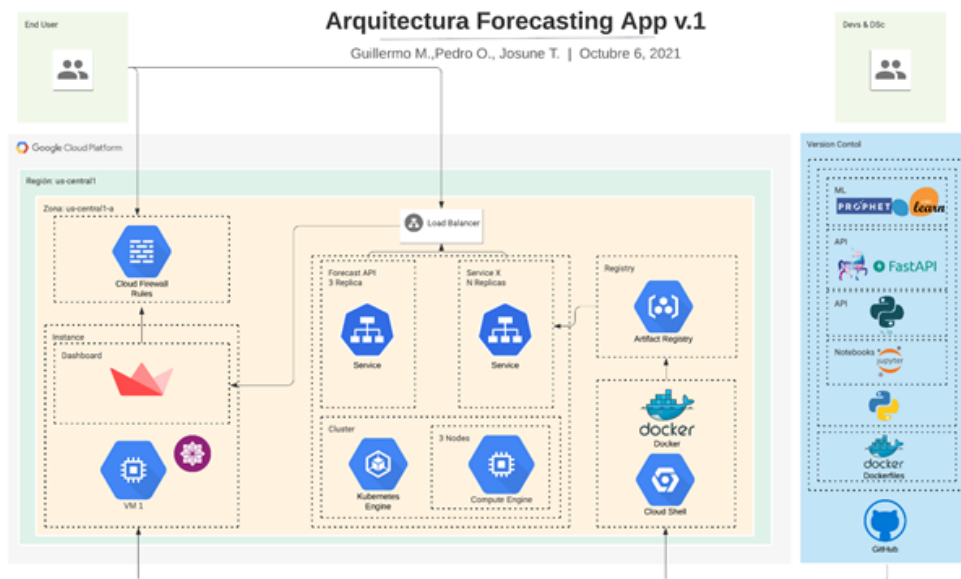 End User
Arquitectura Forecasting App v.1
Guillermo M.,Pedro O., Josune T. | Octubre 6, 2021
Devs & DSc
Google Cloud Platform
Región: us-central1
Zona: us-central1-a
Cloud Firewall
Rules
Instance
Dashboard
VM 1
Load Balancer
Forecast API
3 Replica
Service
Service X
N Replicas
Service
Cluster
Kubernetes
Engine
3 Nodes
Compute Engine
Registry
Artifact Registry
docker
Docker
Cloud Shell
Version Contol
ML
PROPHET
learn
API
FastAPI
API
Notebooks
jupyter
docker
Dockerfiles
GitHub